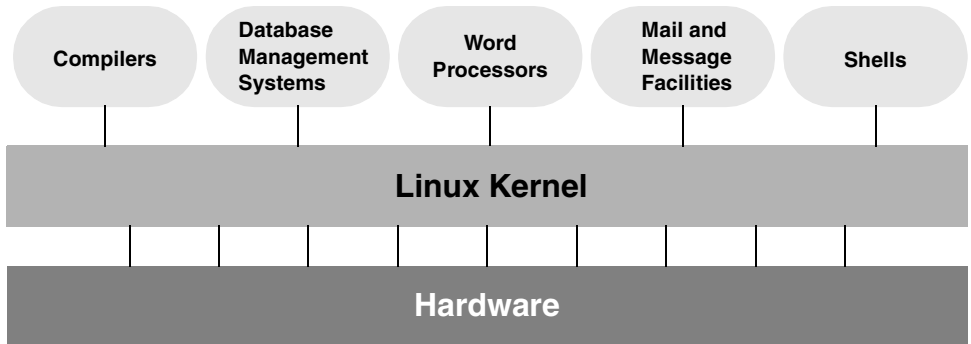 Compilers
Database
Management
Systems
Word
Processors
Mail and
Message
Facilities
Shells
Linux Kernel
Hardware